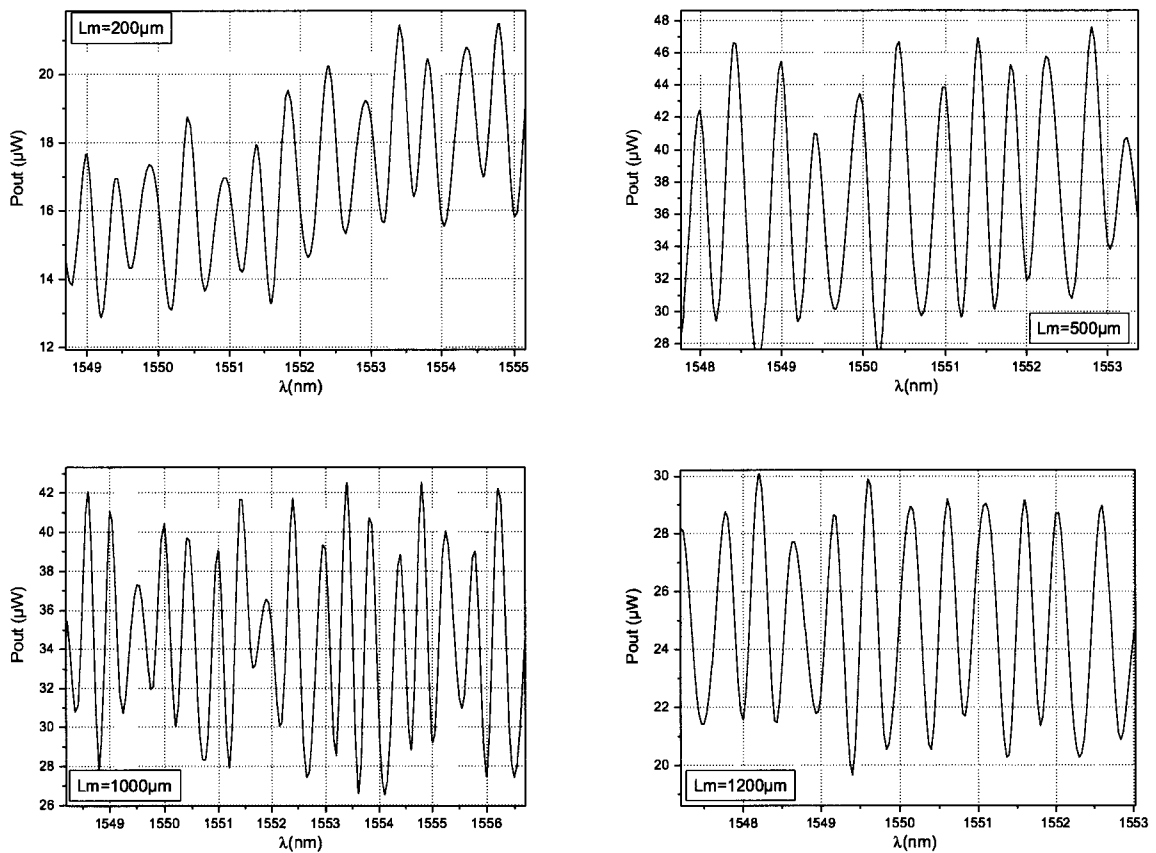 Lm=200µm
Pout (µW)
20
18
16
14
12
1549 1550 1551 1552 1553 1554 1555
λ(nm)
48
46
44
42
40
38
36
34
32
30
28
Pout (µW)
Lm=500µm
1548 1549 1550 1551 1552 1553
λ(nm)
42
40
38
36
34
32
30
28
26
Pout (µW)
Lm=1000µm
1549 1550 1551 1552 1553 1554 1555 1556
λ(nm)
30
28
26
24
22
20
Pout (µW)
Lm=1200µm
1548 1549 1550 1551 1552 1553
λ(nm)